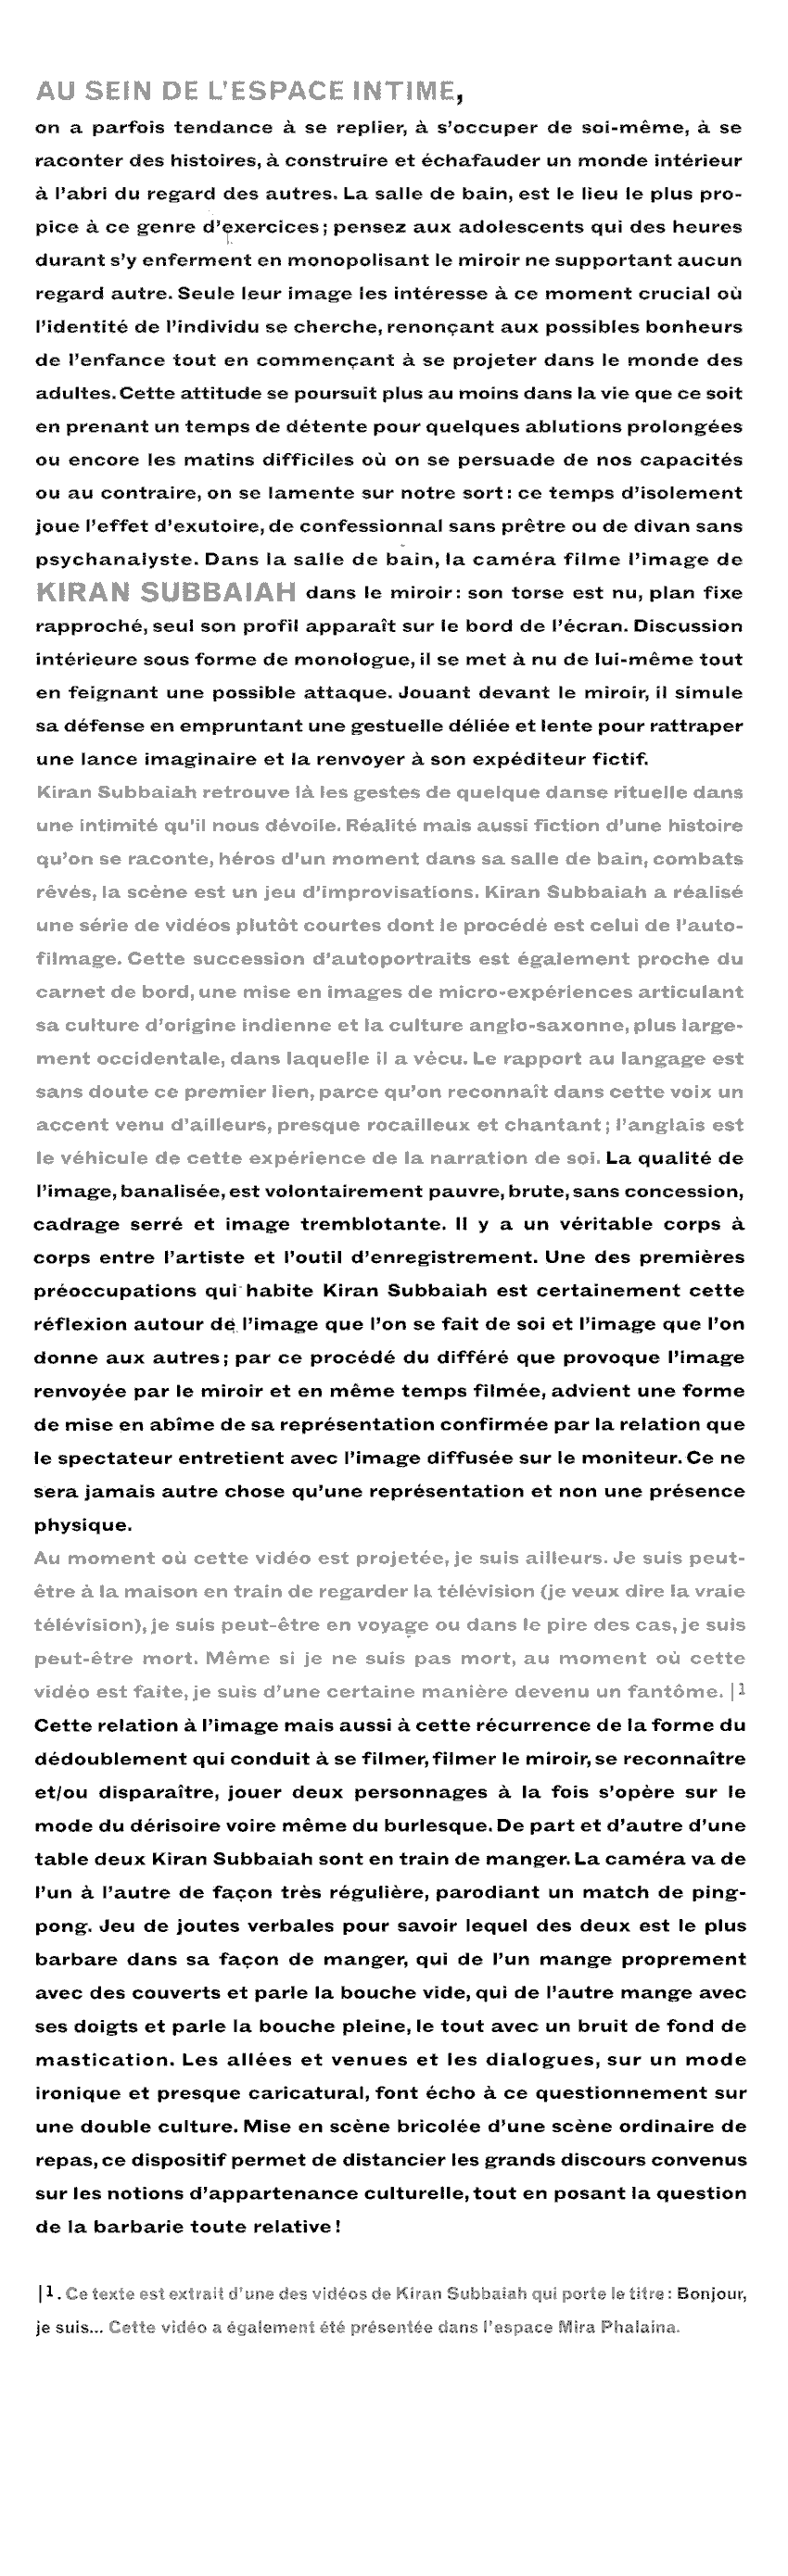 AU SEIN DE L'ESPACE INTIME,
on a parfois tendance à se replier, à s'occuper de soi-même, à se
raconter des histoires, à construire et échafauder un monde intérieur
à l'abri du regard des autres. La salle de bain, est le lieu le plus pro-
pice à ce genre d'exercices ; pensez aux adolescents qui des heures
durant s'y enferment en monopolisant le miroir ne supportant aucun
regard autre. Seule leur image les intéresse à ce moment crucial où
l'identité de l'individu se cherche, renonçant aux possibles bonheurs
de l'enfance tout en commençant à se projeter dans le monde des
adultes. Cette attitude se poursuit plus au moins dans la vie que ce soit
en prenant un temps de détente pour quelques ablutions prolongées
ou encore les matins difficiles où on se persuade de nos capacités
ou au contraire, on se lamente sur notre sort : ce temps d'isolement
joue l'effet d'exutoire, de confessionnal sans prêtre ou de divan sans
psychanalyste. Dans la salle de bain, la caméra filme l'image de
KIRAN SUBBAIAH dans le miroir : son torse est nu, plan fixe
rapproché, seul son profil apparaît sur le bord de l'écran. Discussion
intérieure sous forme de monologue, il se met à nu de lui-même tout
en feignant une possible attaque. Jouant devant le miroir, il simule
sa défense en empruntant une gestuelle déliée et lente pour rattraper
une lance imaginaire et la renvoyer à son expéditeur fictif.
Kiran Subbaiah retrouve là les gestes de quelque danse rituelle dans
une intimité qu'il nous dévoile. Réalité mais aussi fiction d'une histoire
qu'on se raconte, héros d'un moment dans sa salle de bain, combats
rêvés, la scène est un jeu d'improvisations. Kiran Subbaiah a réalisé
une série de vidéos plutôt courtes dont le procédé est celui de l'auto-
filmage. Cette succession d'autoportraits est également proche du
carnet de bord, une mise en images de micro-expériences articulant
sa culture d'origine indienne et la culture anglo-saxonne, plus large-
ment occidentale, dans laquelle il a vécu. Le rapport au langage est
sans doute ce premier lien, parce qu'on reconnaît dans cette voix un
accent venu d'ailleurs, presque rocailleux et chantant ; l'anglais est
le véhicule de cette expérience de la narration de soi. La qualité de
l'image, banalisée, est volontairement pauvre, brute, sans concession,
cadrage serré et image tremblotante. Il y a un véritable corps à
corps entre l'artiste et l'outil d'enregistrement. Une des premières
préoccupations qui habite Kiran Subbaiah est certainement cette
réflexion autour de l'image que l'on se fait de soi et l'image que l'on
donne aux autres ; par ce procédé du différé que provoque l'image
renvoyée par le miroir et en même temps filmée, advient une forme
de mise en abîme de sa représentation confirmée par la relation que
le spectateur entretient avec l'image diffusée sur le moniteur. Ce ne
sera jamais autre chose qu'une représentation et non une présence
physique.
Au moment où cette vidéo est projetée, je suis ailleurs. Je suis peut-
être à la maison en train de regarder la télévision (je veux dire la vraie
télévision), je suis peut-être en voyage ou dans le pire des cas, je suis
peut-être mort. Même si je ne suis pas mort, au moment où cette
vidéo est faite, je suis d'une certaine manière devenu un fantôme. |1
Cette relation à l'image mais aussi à cette récurrence de la forme du
dédoublement qui conduit à se filmer, filmer le miroir, se reconnaître
et/ou disparaître, jouer deux personnages à la fois s'opère sur le
mode du dérisoire voire même du burlesque. De part et d'autre d'une
table deux Kiran Subbaiah sont en train de manger. La caméra va de
l'un à l'autre de façon très régulière, parodiant un match de ping-
pong. Jeu de joutes verbales pour savoir lequel des deux est le plus
barbare dans sa façon de manger, qui de l'un mange proprement
avec des couverts et parle la bouche vide, qui de l'autre mange avec
ses doigts et parle la bouche pleine, le tout avec un bruit de fond de
mastication. Les allées et venues et les dialogues, sur un mode
ironique et presque caricatural, font écho à ce questionnement sur
une double culture. Mise en scène bricolée d'une scène ordinaire de
repas, ce dispositif permet de distancier les grands discours convenus
sur les notions d'appartenance culturelle, tout en posant la question
de la barbarie toute relative !
|1. Ce texte est extrait d'une des vidéos de Kiran Subbaiah qui porte le titre : Bonjour,
je suis... Cette vidéo a également été présentée dans l'espace Mira Phalaina.